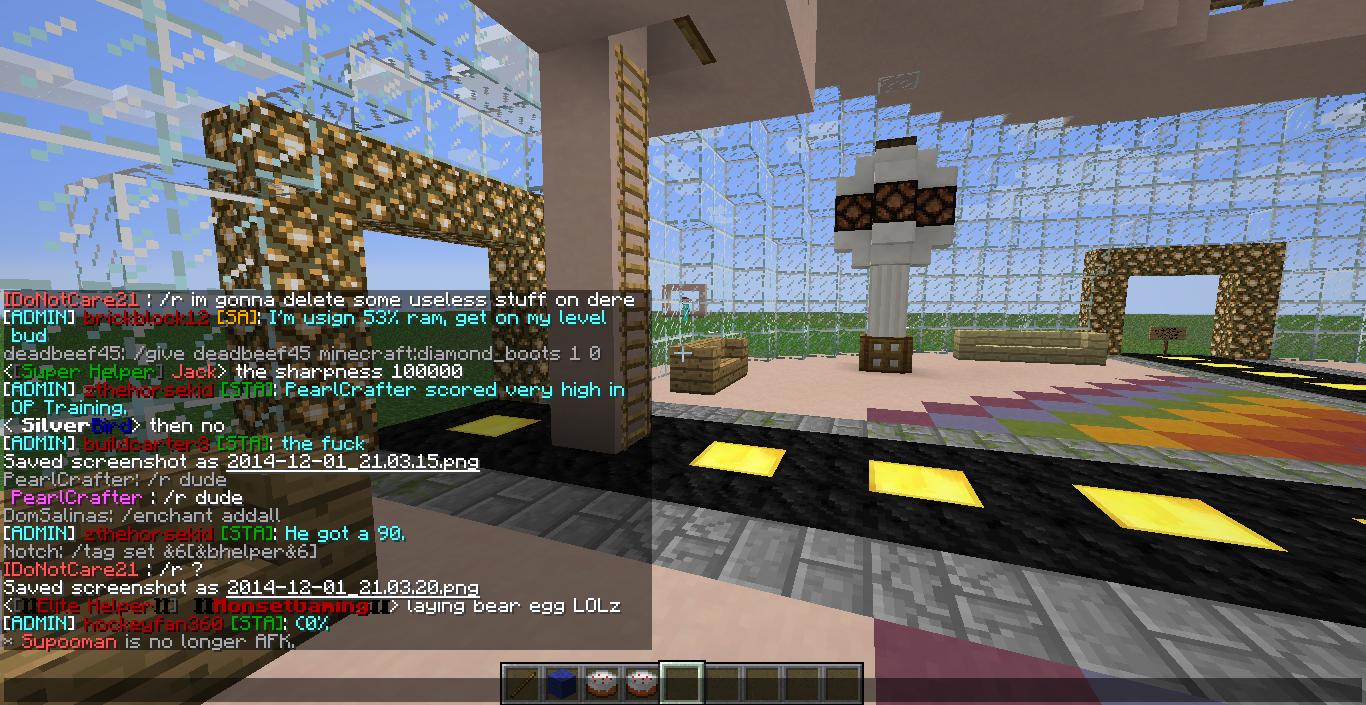 IDoNotCare21 : /r im gonna delete some useless stuff on dere
[ADMIN] brickblock12 [SA]: I'm usign 53% ram, get on my level
bud
deadbeef45: /give deadbeef45 minecraft:diamond_boots 1 0
<[Super Helper] Jack> the sharpness 100000
[ADMIN] zthehorsekid [STA]: PearlCrafter scored very high in
OP Training.
< SilverBird> then no
[ADMIN] buildcarter8 [STA]: the fuck
Saved screenshot as 2014-12-01_21.03.15.png
PearlCrafter: /r dude
PearlCrafter : /r dude
DomSalinas: /enchant addall
[ADMIN] zthehorsekid [STA]: He got a 90.
Notch: /tag set &6[&bhelper&6]
IDoNotCare21 : /r ?
Saved screenshot as 2014-12-01_21.03.20.png
<[Elite Helper] MonsetGaming> laying bear egg LOLz
[ADMIN] hockeyfan360 [STA]: (0%
* Supooman is no longer AFK.